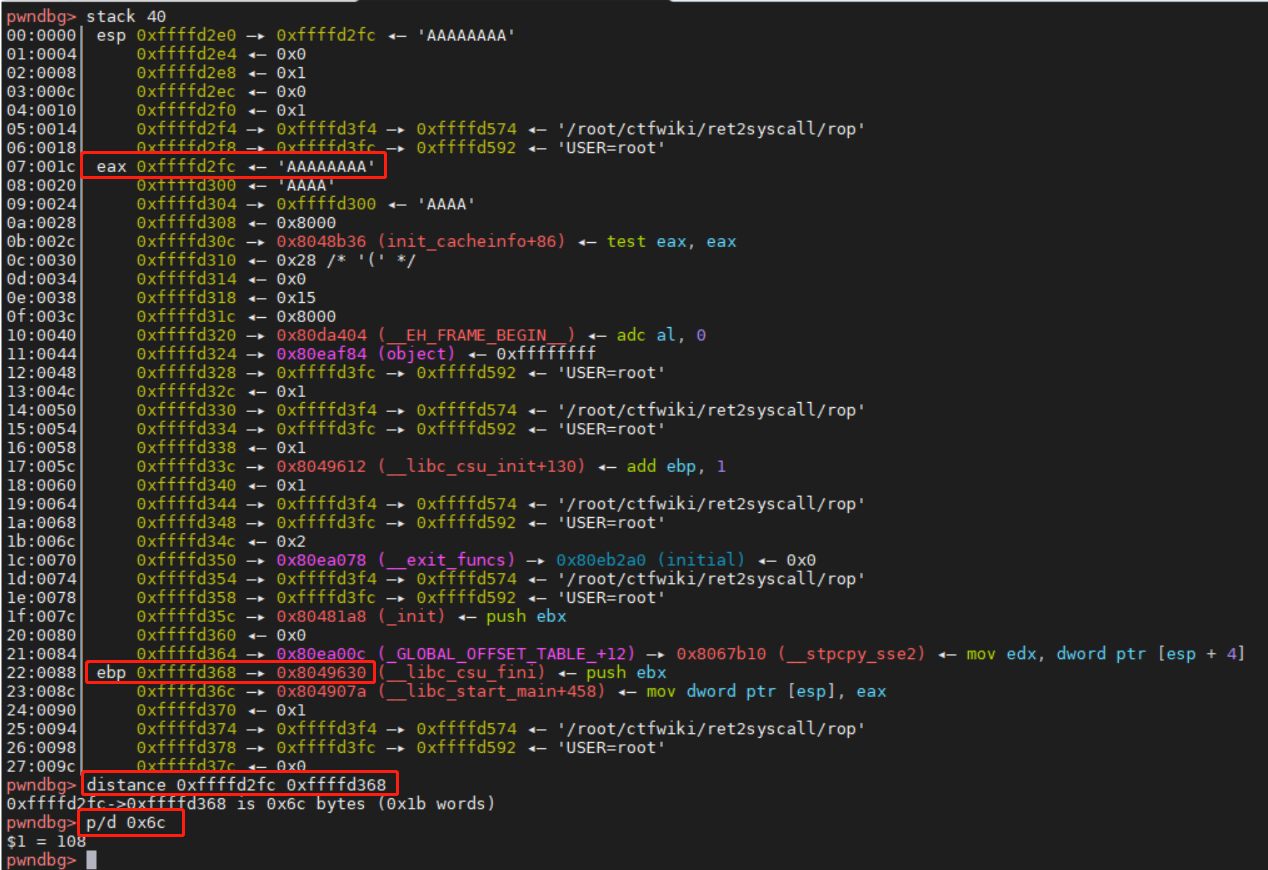 pwndbg> stack 40
00:0000│ esp 0xffffd2e0 —▸ 0xffffd2fc ◂— 'AAAAAAAA'
01:0004│     0xffffd2e4 ◂— 0x0
02:0008│     0xffffd2e8 ◂— 0x1
03:000c│     0xffffd2ec ◂— 0x0
04:0010│     0xffffd2f0 ◂— 0x1
05:0014│     0xffffd2f4 —▸ 0xffffd3f4 —▸ 0xffffd574 ◂— '/root/ctfwiki/ret2syscall/rop'
06:0018│     0xffffd2f8 —▸ 0xffffd3fc —▸ 0xffffd592 ◂— 'USER=root'
07:001c│ eax 0xffffd2fc ◂— 'AAAAAAAA'
08:0020│     0xffffd300 ◂— 'AAAA'
09:0024│     0xffffd304 —▸ 0xffffd300 ◂— 'AAAA'
0a:0028│     0xffffd308 ◂— 0x8000
0b:002c│     0xffffd30c —▸ 0x8048b36 (init_cacheinfo+86) ◂— test eax, eax
0c:0030│     0xffffd310 ◂— 0x28 /* '(' */
0d:0034│     0xffffd314 ◂— 0x0
0e:0038│     0xffffd318 ◂— 0x15
0f:003c│     0xffffd31c ◂— 0x8000
10:0040│     0xffffd320 —▸ 0x80da404 (__EH_FRAME_BEGIN__) ◂— adc al, 0
11:0044│     0xffffd324 —▸ 0x80eaf84 (object) ◂— 0xffffffff
12:0048│     0xffffd328 —▸ 0xffffd3fc —▸ 0xffffd592 ◂— 'USER=root'
13:004c│     0xffffd32c ◂— 0x1
14:0050│     0xffffd330 —▸ 0xffffd3f4 —▸ 0xffffd574 ◂— '/root/ctfwiki/ret2syscall/rop'
15:0054│     0xffffd334 —▸ 0xffffd3fc —▸ 0xffffd592 ◂— 'USER=root'
16:0058│     0xffffd338 ◂— 0x1
17:005c│     0xffffd33c —▸ 0x8049612 (__libc_csu_init+130) ◂— add ebp, 1
18:0060│     0xffffd340 ◂— 0x1
19:0064│     0xffffd344 —▸ 0xffffd3f4 —▸ 0xffffd574 ◂— '/root/ctfwiki/ret2syscall/rop'
1a:0068│     0xffffd348 —▸ 0xffffd3fc —▸ 0xffffd592 ◂— 'USER=root'
1b:006c│     0xffffd34c ◂— 0x2
1c:0070│     0xffffd350 —▸ 0x80ea078 (__exit_funcs) —▸ 0x80eb2a0 (initial) ◂— 0x0
1d:0074│     0xffffd354 —▸ 0xffffd3f4 —▸ 0xffffd574 ◂— '/root/ctfwiki/ret2syscall/rop'
1e:0078│     0xffffd358 —▸ 0xffffd3fc —▸ 0xffffd592 ◂— 'USER=root'
1f:007c│     0xffffd35c —▸ 0x80481a8 (_init) ◂— push ebx
20:0080│     0xffffd360 ◂— 0x0
21:0084│     0xffffd364 —▸ 0x80ea00c (_GLOBAL_OFFSET_TABLE_+12) —▸ 0x8067b10 (__stpcpy_sse2) ◂— mov edx, dword ptr [esp + 4]
22:0088│ ebp 0xffffd368 —▸ 0x8049630 (__libc_csu_fini) ◂— push ebx
23:008c│     0xffffd36c —▸ 0x804907a (__libc_start_main+458) ◂— mov dword ptr [esp], eax
24:0090│     0xffffd370 ◂— 0x1
25:0094│     0xffffd374 —▸ 0xffffd3f4 —▸ 0xffffd574 ◂— '/root/ctfwiki/ret2syscall/rop'
26:0098│     0xffffd378 —▸ 0xffffd3fc —▸ 0xffffd592 ◂— 'USER=root'
27:009c│     0xffffd37c ◂— 0x0
pwndbg> distance 0xffffd2fc 0xffffd368
0xffffd2fc->0xffffd368 is 0x6c bytes (0x1b words)
pwndbg> p/d 0x6c
$1 = 108
pwndbg>